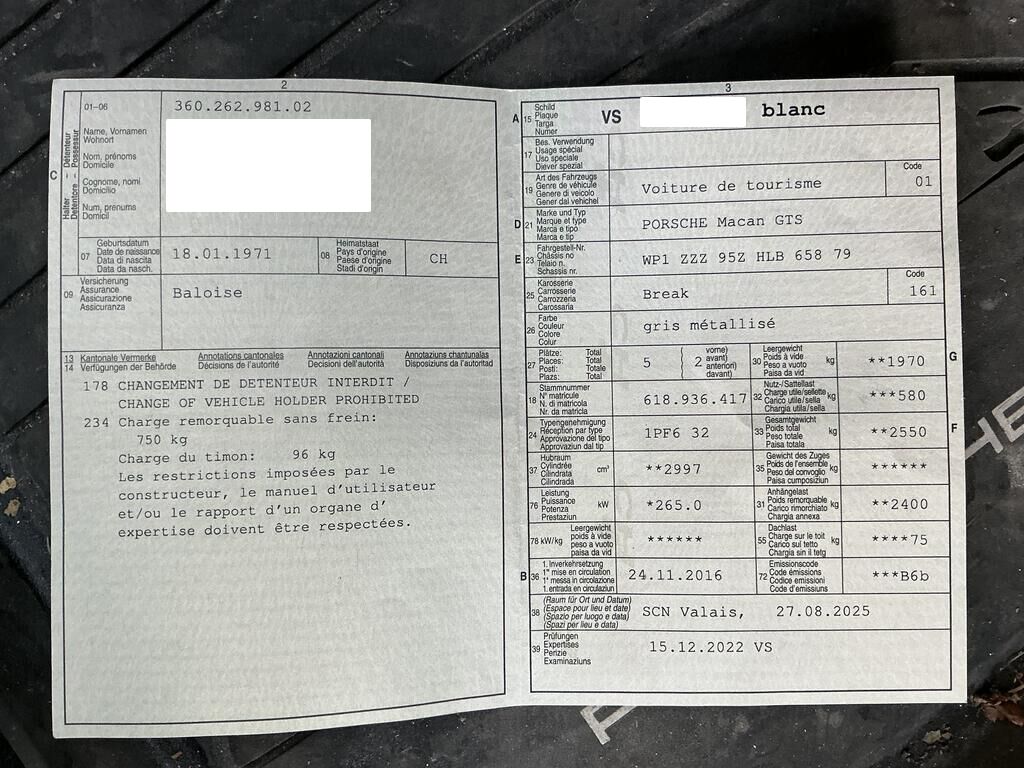 2
01–06
360.262.981.02
C
Halter – Détenteur
Detentore – Possessur
Name, Vornamen
Wohnort
Nom, prénoms
Domicile
Cognome, nomi
Domicilio
Num, prenums
Domicil
07
Geburtsdatum
Date de naissance
Data di nascita
Data da nasch.
18.01.1971
08
Heimatstaat
Pays d'origine
Paese d'origine
Stadi d'origin
CH
09
Versicherung
Assurance
Assicurazione
Assicuranza
Baloise
13 Kantonale Vermerke Annotations cantonales Annotazioni cantonali Annotaziuns chantunalas
14 Verfügungen der Behörde Décisions de l'autorité Decisioni dell'autorità Disposiziuns da l'autoritad
178 CHANGEMENT DE DETENTEUR INTERDIT /
CHANGE OF VEHICLE HOLDER PROHIBITED
234 Charge remorquable sans frein:
750 kg
Charge du timon: 96 kg
Les restrictions imposées par le
constructeur, le manuel d'utilisateur
et/ou le rapport d'un organe d'
expertise doivent être respectées.
3
A 15
Schild
Plaque
Targa
Numer
VS blanc
17
Bes. Verwendung
Usage spécial
Uso speciale
Diever spezial
19
Art des Fahrzeugs
Genre de véhicule
Genere di veicolo
Gener dal vehichel
Voiture de tourisme
Code
01
D 21
Marke und Typ
Marque et type
Marca e tipo
Marca e tip
PORSCHE Macan GTS
E 23
Fahrgestell-Nr.
Châssis no
Telaio n.
Schassis nr.
WP1 ZZZ 95Z HLB 658 79
25
Karosserie
Carrosserie
Carrozzeria
Carossaria
Break
Code
161
26
Farbe
Couleur
Colore
Colur
gris métallisé
27
Plätze: Total
Places: Total
Posti: Totale
Plazs: Total
5
2
vorne)
avant)
anteriori)
davant)
30
Leergewicht
Poids à vide
Peso a vuoto
Paisa da vid
kg
**1970
G
18
Stammnummer
N° matricule
N. di matricola
Nr. da matricla
618.936.417
32
Nutz-/Sattellast
Charge utile/sellette
Carico utile/sella
Chargia utila/sella
kg
***580
24
Typengenehmigung
Réception par type
Approvazione del tipo
Approvaziun dal tip
1PF6 32
33
Gesamtgewicht
Poids total
Peso totale
Paisa totala
kg
**2550
F
37
Hubraum
Cylindrée
Cilindrata
Cilindrada
cm³
**2997
35
Gewicht des Zuges
Poids de l'ensemble
Peso del convoglio
Paisa cumposiziun
kg
******
76
Leistung
Puissance
Potenza
Prestaziun
kW
*265.0
31
Anhängelast
Poids remorquable
Carico rimorchiato
Chargia annexa
kg
**2400
78 kW/kg
Leergewicht
poids à vide
peso a vuoto
paisa da vid
******
55
Dachlast
Charge sur le toit
Carico sul tetto
Chargia sin il tetg
kg
****75
B 36
1. Inverkehrsetzung
1re mise en circulation
1a messa in circolazione
1. entrada en circulaziun
24.11.2016
72
Emissionscode
Code émissions
Codice emissioni
Code d'emissiuns
***B6b
38
(Raum für Ort und Datum)
(Espace pour lieu et date)
(Spazio per luogo e data)
(Spazi per lieu e data)
SCN Valais, 27.08.2025
39
Prüfungen
Expertises
Perizie
Examinaziuns
15.12.2022 VS